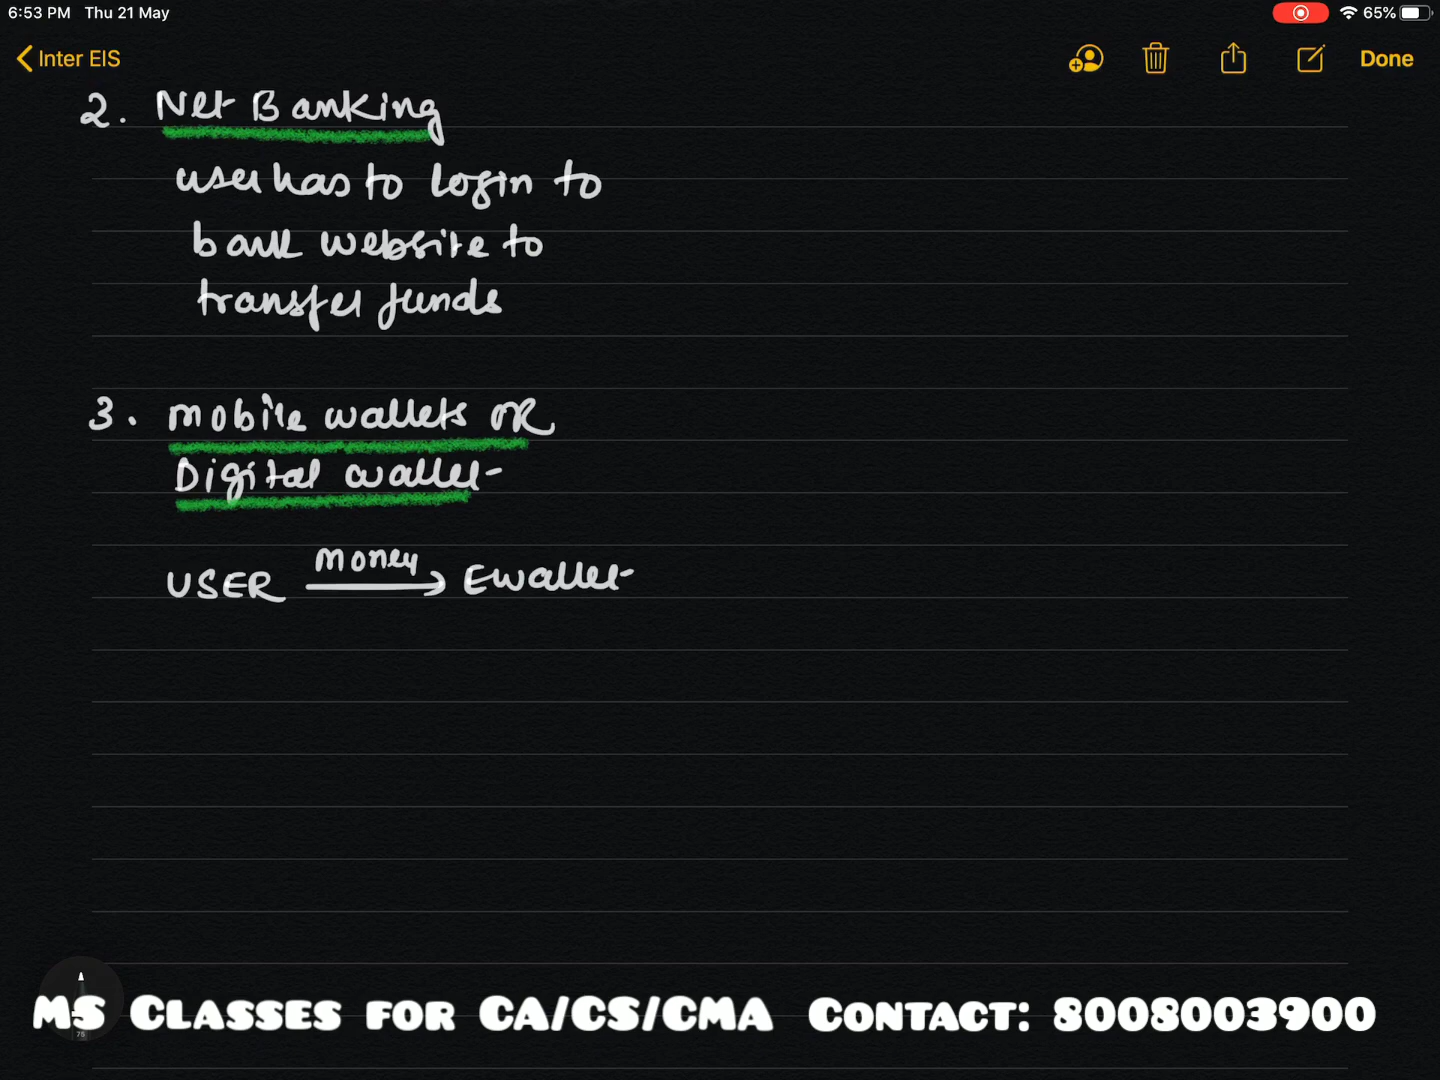 6:53 PM Thu 21 May
65%
Inter EIS
Done
2. Net Banking
user has to login to
bank website to
transfer funds
3. mobile wallets OR
Digital wallet
money
USER → Ewallet
MS Classes for CA/CS/CMA Contact: 8008003900
75